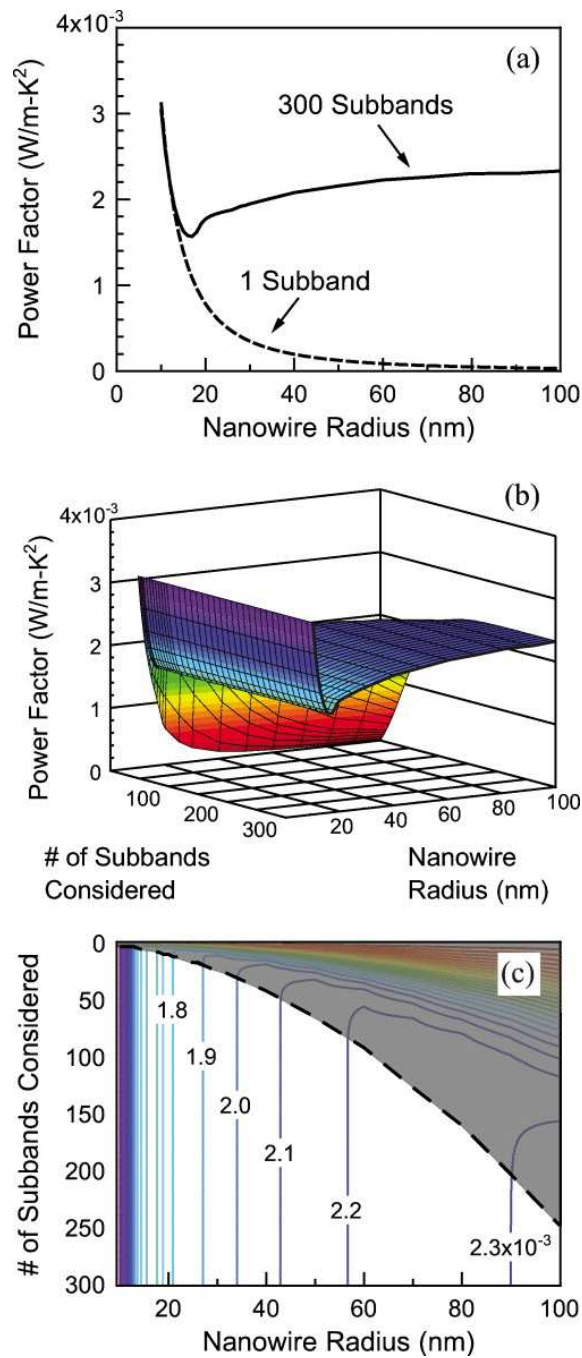 4x10-3
(a)
Power Factor (W/m-K2)
3
300 Subbands
2
1
1 Subband
0
0 20 40 60 80 100
Nanowire Radius (nm)
(b)
4x10-3
Power Factor (W/m-K2)
3
2
1
0
100
200
300
20
40
60
80
100
# of Subbands
Considered
Nanowire
Radius (nm)
(c)
# of Subbands Considered
0
50
100
150
200
250
300
1.8
1.9
2.0
2.1
2.2
2.3x10-3
20 40 60 80 100
Nanowire Radius (nm)